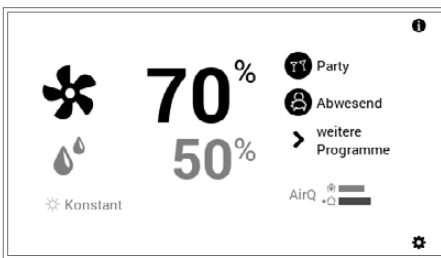 70%
Party
Abwesend
50%
weitere
Programme
Konstant
AirQ